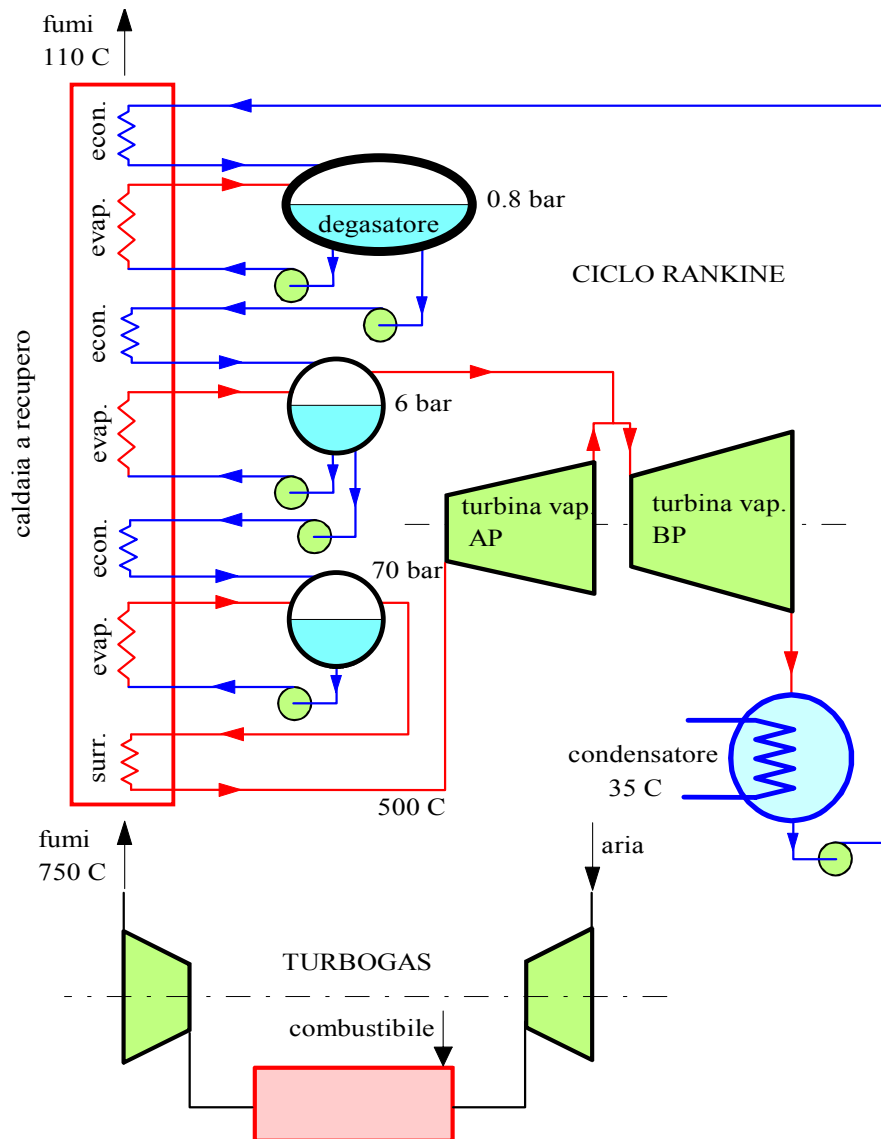 fumi
110 C
econ.
evap.
degasatore
0.8 bar
CICLO RANKINE
econ.
caldaia a recupero
evap.
6 bar
turbina vap.
AP
turbina vap.
BP
econ.
70 bar
evap.
surr.
condensatore
35 C
500 C
fumi
750 C
aria
TURBOGAS
combustibile